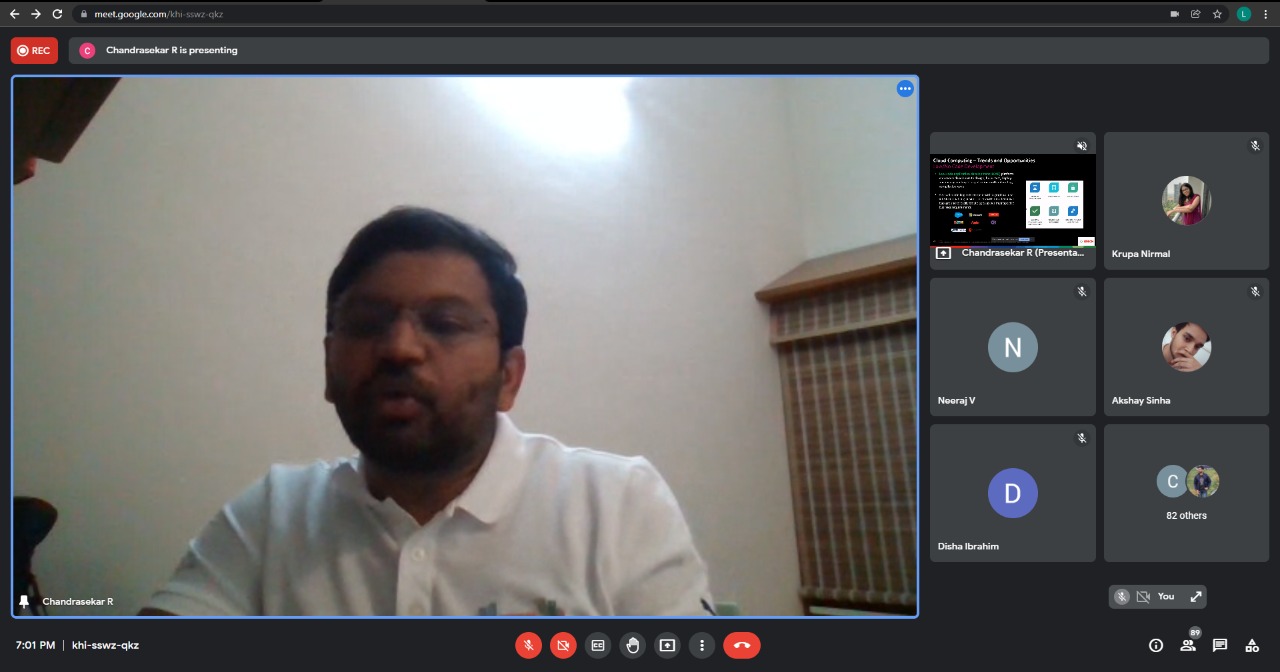 meet.google.com/khi-sswz-qkz
L
REC
C
Chandrasekar R is presenting
Cloud Computing – Trends and Opportunities
Chandrasekar R (Presenta...
Krupa Nirmal
N
Neeraj V
Akshay Sinha
D
Disha Ibrahim
C
82 others
Chandrasekar R
You
7:01 PM
khi-sswz-qkz
89